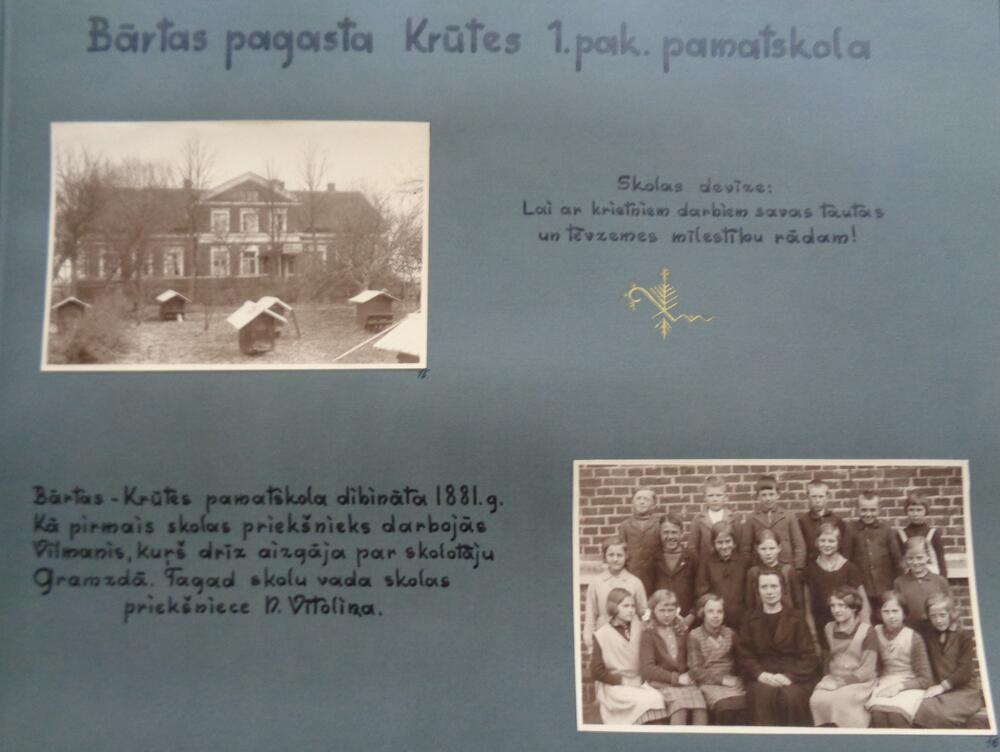 Bārtas pagasta Krūtes 1.pak. pamatskola
Skolas devīze:
Lai ar krietniem darbiem savas tautas
un tēvzemes mīlestību rādam!
Bārtas-Krūtes pamatskola dibināta 1881.g.
Kā pirmais skolas priekšnieks darbojās
Vilmanis, kuŗš drīz aizgāja par skolotāju
Gramzdā. Tagad skolu vada skolas
priekšniece D. Vītoliņa.